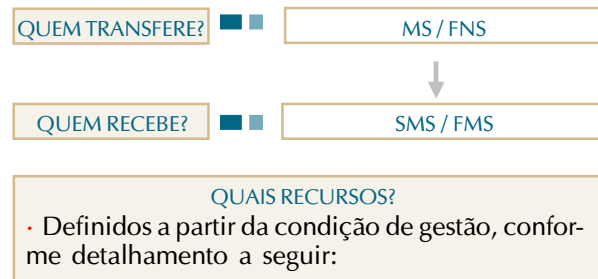 QUEM TRANSFERE? MS / FNS
QUEM RECEBE? SMS / FMS
QUAIS RECURSOS?
· Definidos a partir da condição de gestão, confor-
me detalhamento a seguir: